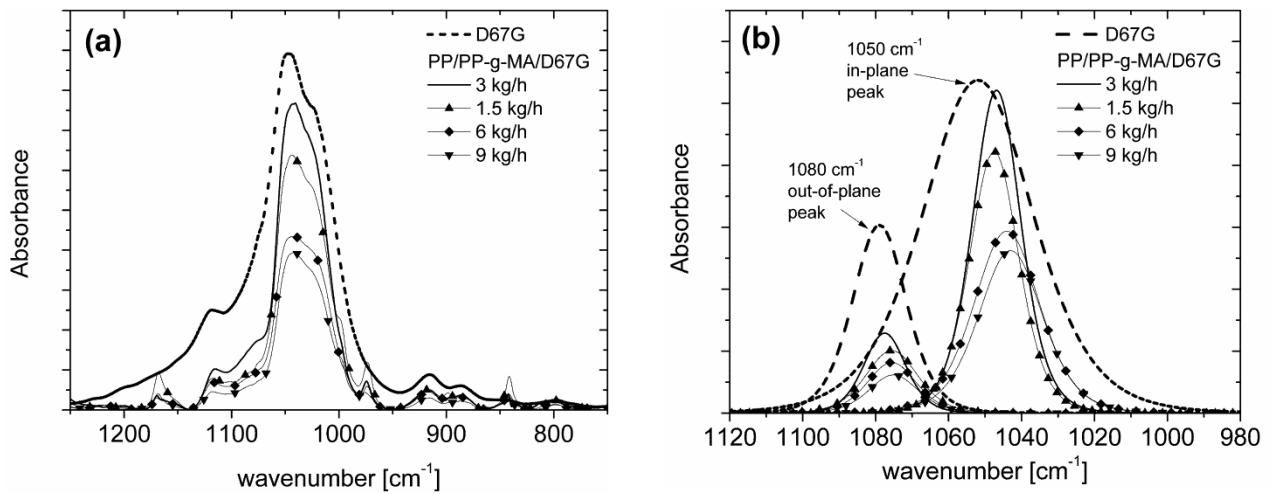 (a)
D67G
PP/PP-g-MA/D67G
3 kg/h
1.5 kg/h
6 kg/h
9 kg/h
Absorbance
1200 1100 1000 900 800
wavenumber [cm⁻¹]
(b)
1050 cm⁻¹
in-plane
peak
1080 cm⁻¹
out-of-plane
peak
D67G
PP/PP-g-MA/D67G
3 kg/h
1.5 kg/h
6 kg/h
9 kg/h
Absorbance
1120 1100 1080 1060 1040 1020 1000 980
wavenumber [cm⁻¹]